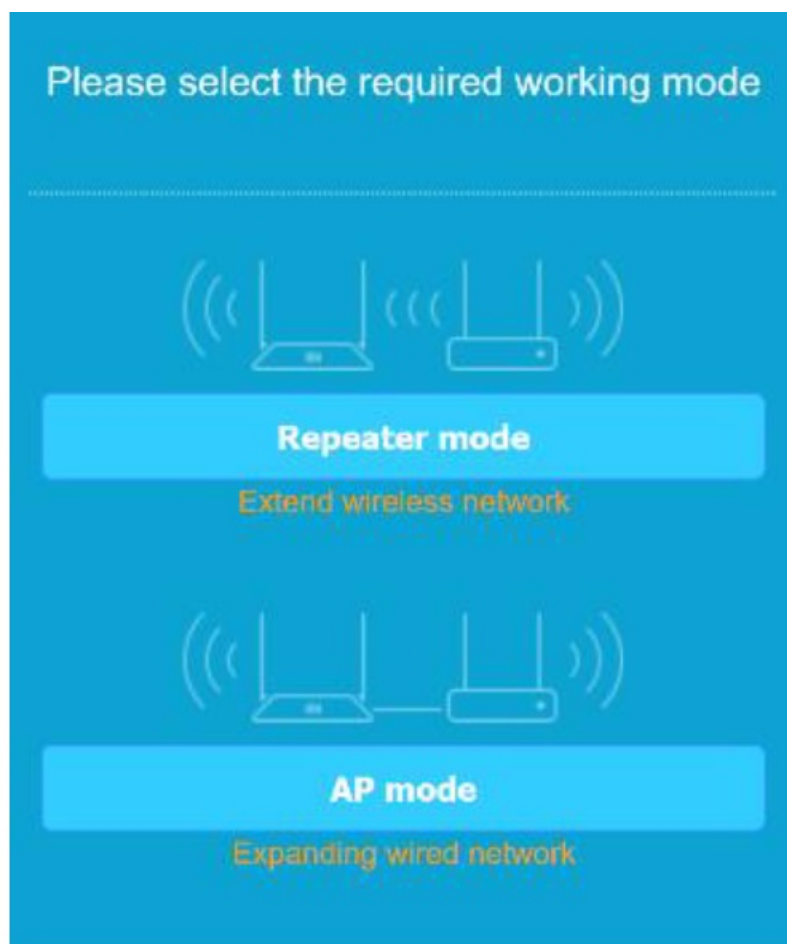 Please select the required working mode
Repeater mode
Extend wireless network
AP mode
Expanding wired network